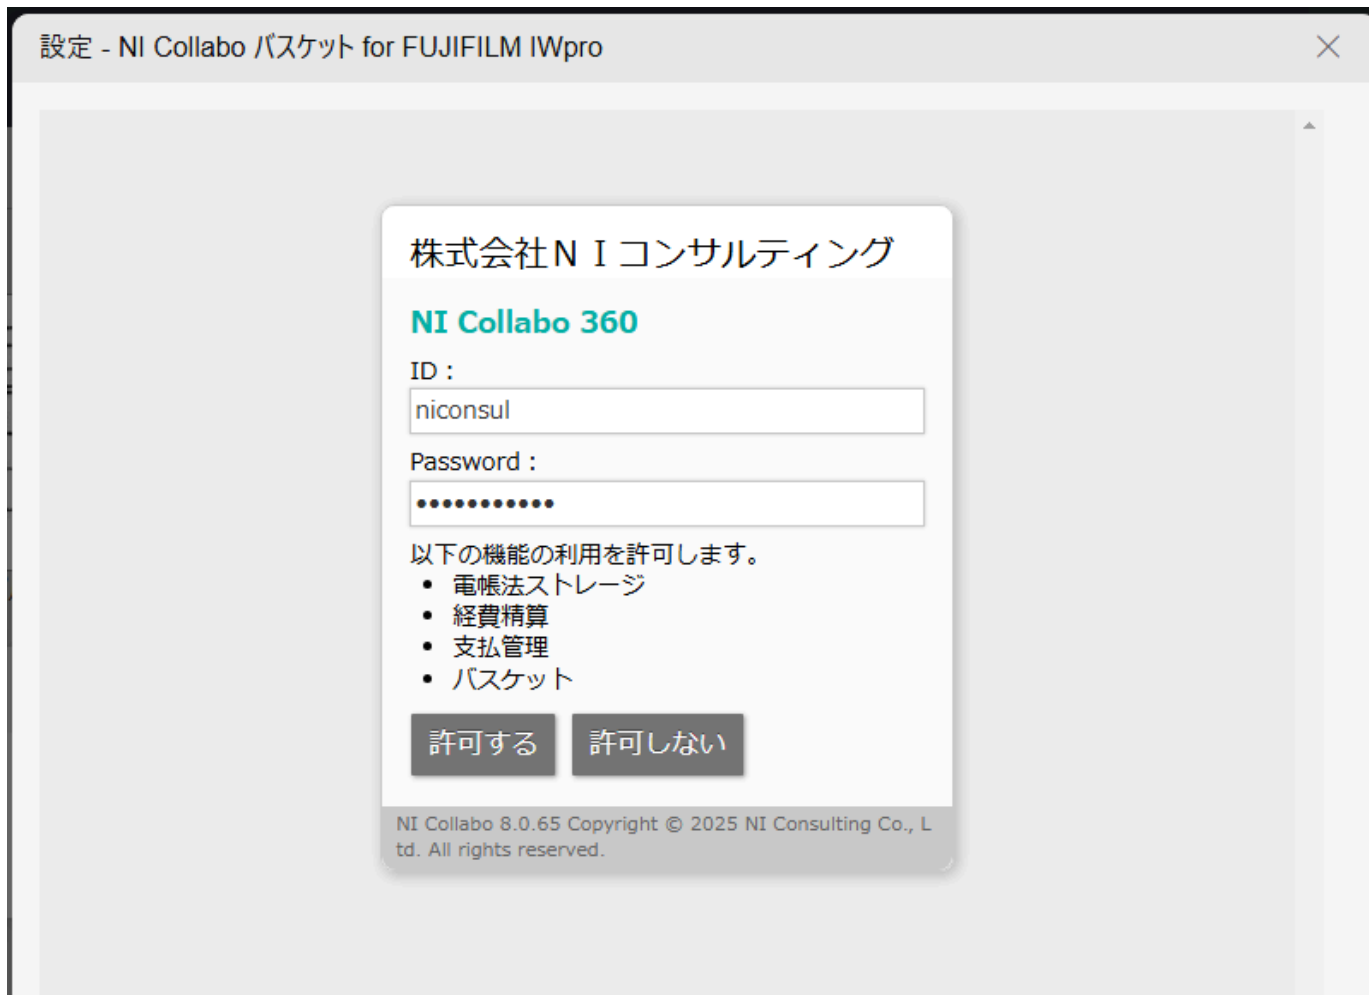 設定 - NI Collabo バスケット for FUJIFILM IWpro
株式会社ＮＩコンサルティング
NI Collabo 360
ID :
niconsul
Password :
•••••••••••
以下の機能の利用を許可します。
• 電帳法ストレージ
• 経費精算
• 支払管理
• バスケット
許可する 許可しない
NI Collabo 8.0.65 Copyright © 2025 NI Consulting Co., L
td. All rights reserved.